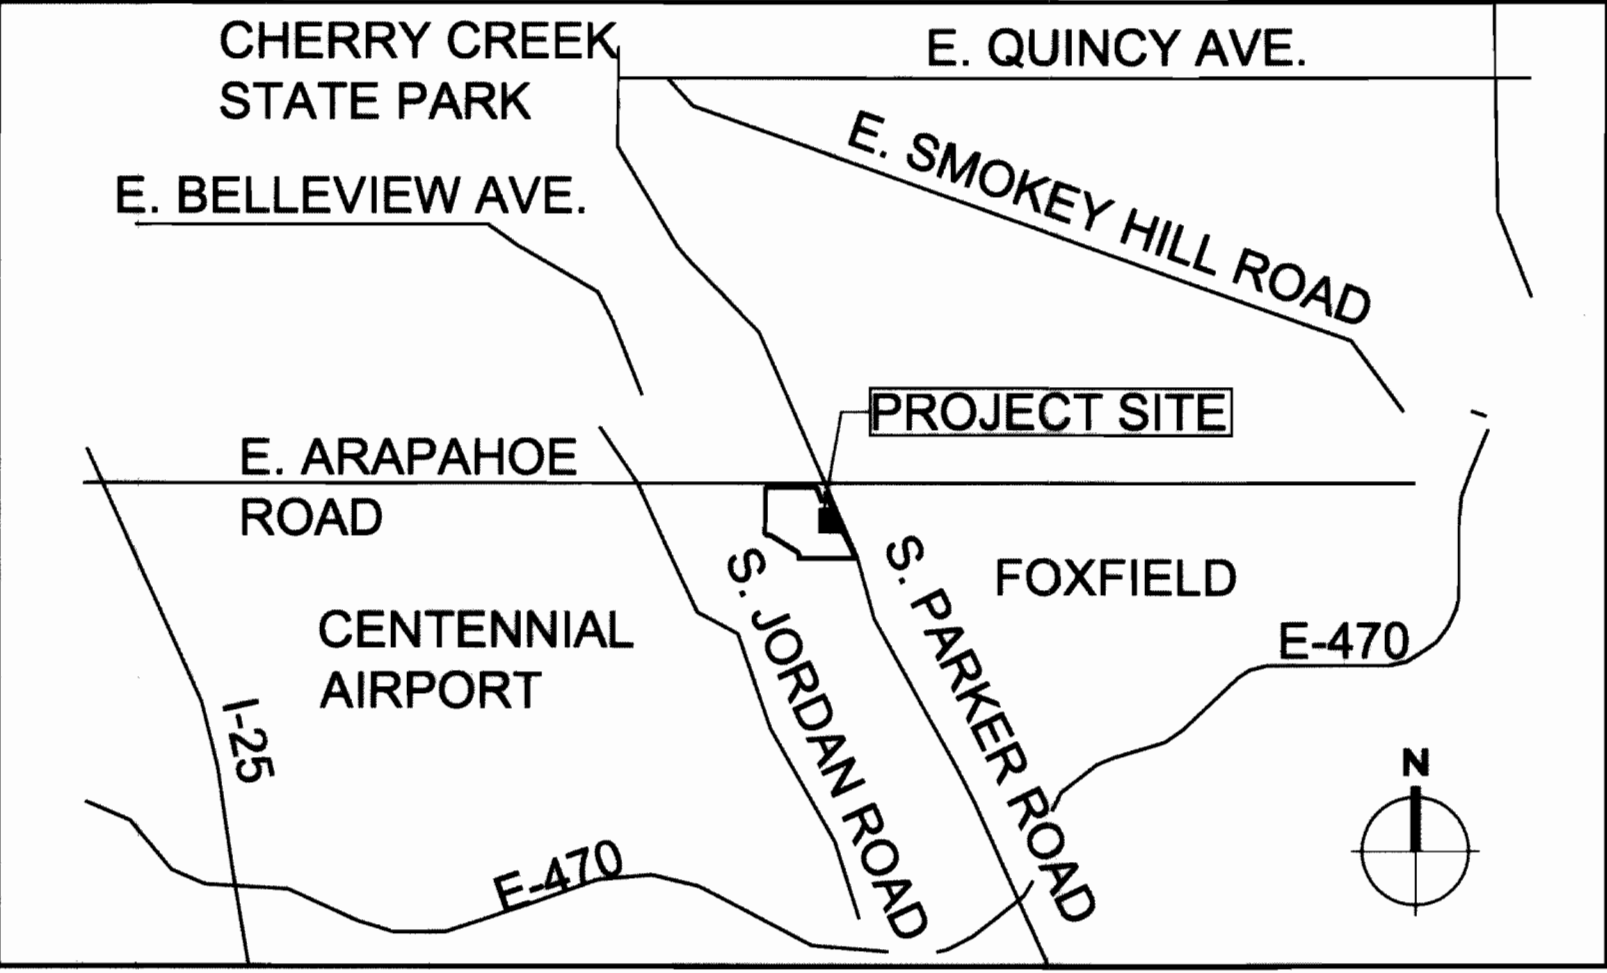 CHERRY CREEK
STATE PARK
E. QUINCY AVE.
E. SMOKEY HILL ROAD
E. BELLEVIEW AVE.
PROJECT SITE
E. ARAPAHOE
ROAD
S. JORDAN ROAD
S. PARKER ROAD
FOXFIELD
CENTENNIAL
AIRPORT
E-470
I-25
N
E-470